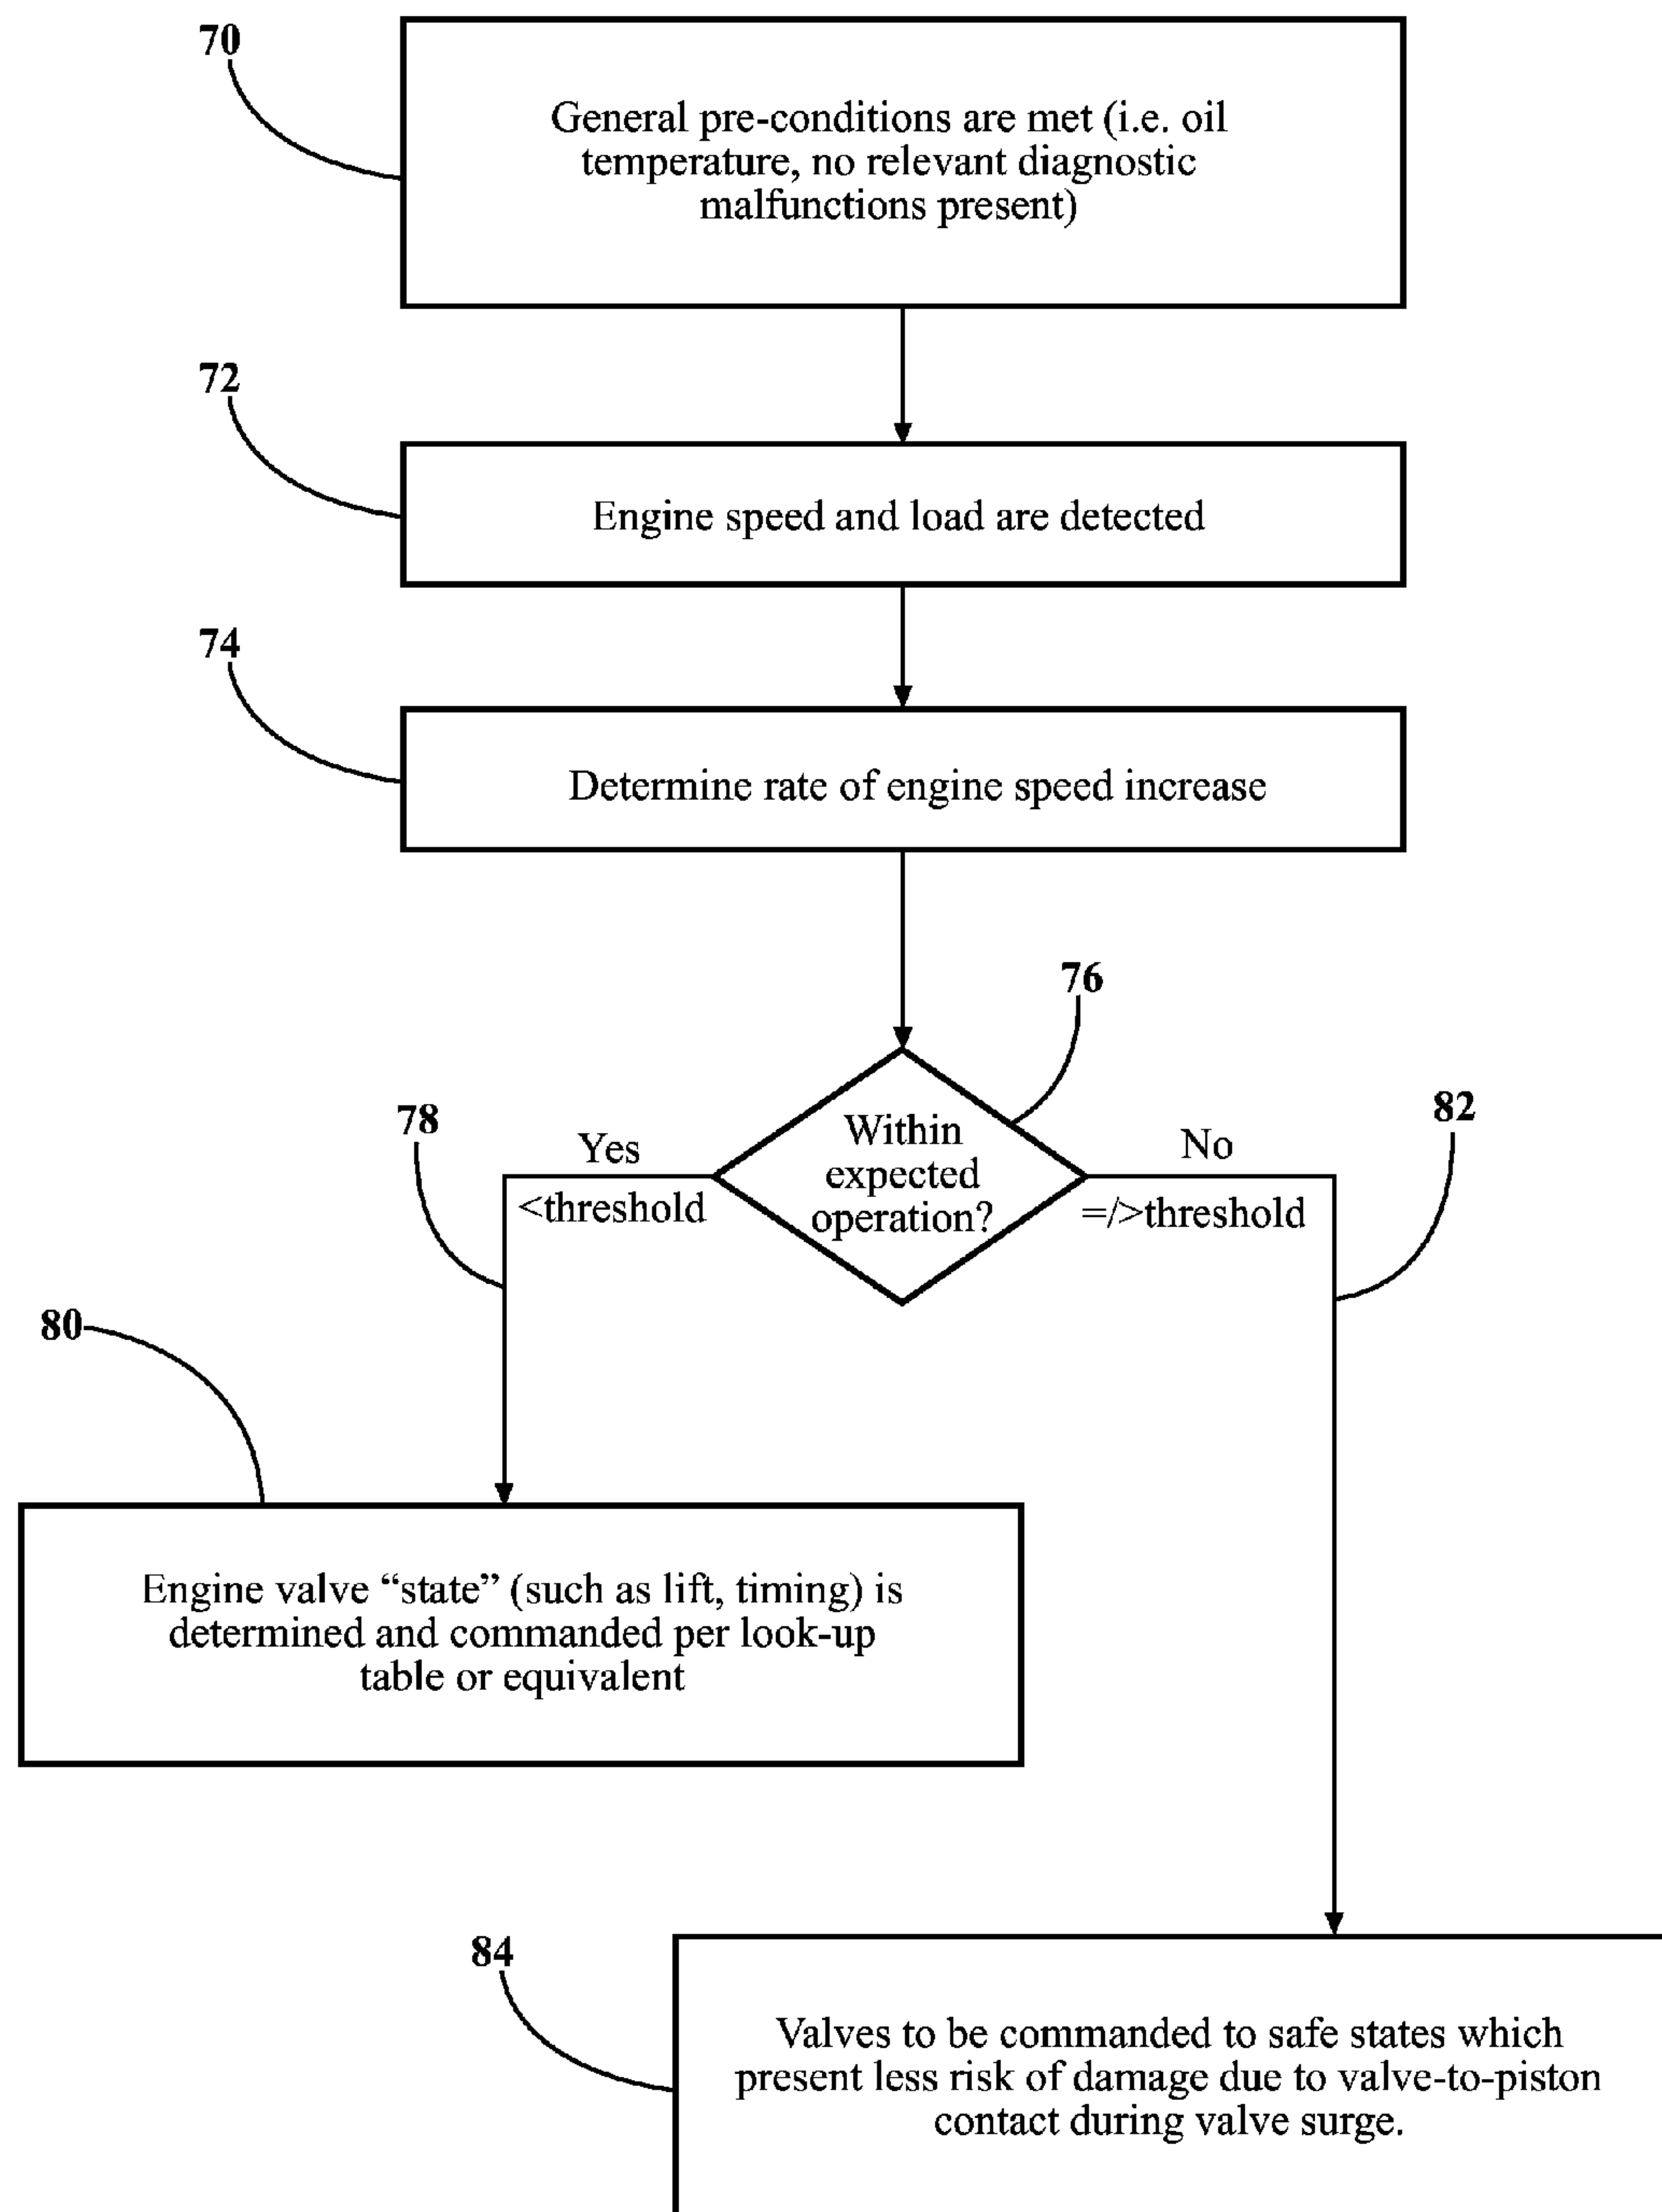 70
General pre-conditions are met (i.e. oil
temperature, no relevant diagnostic
malfunctions present)
72
Engine speed and load are detected
74
Determine rate of engine speed increase
76
Within
expected
operation?
78
Yes
<threshold
No
=/>threshold
82
80
Engine valve “state” (such as lift, timing) is
determined and commanded per look-up
table or equivalent
84
Valves to be commanded to safe states which
present less risk of damage due to valve-to-piston
contact during valve surge.